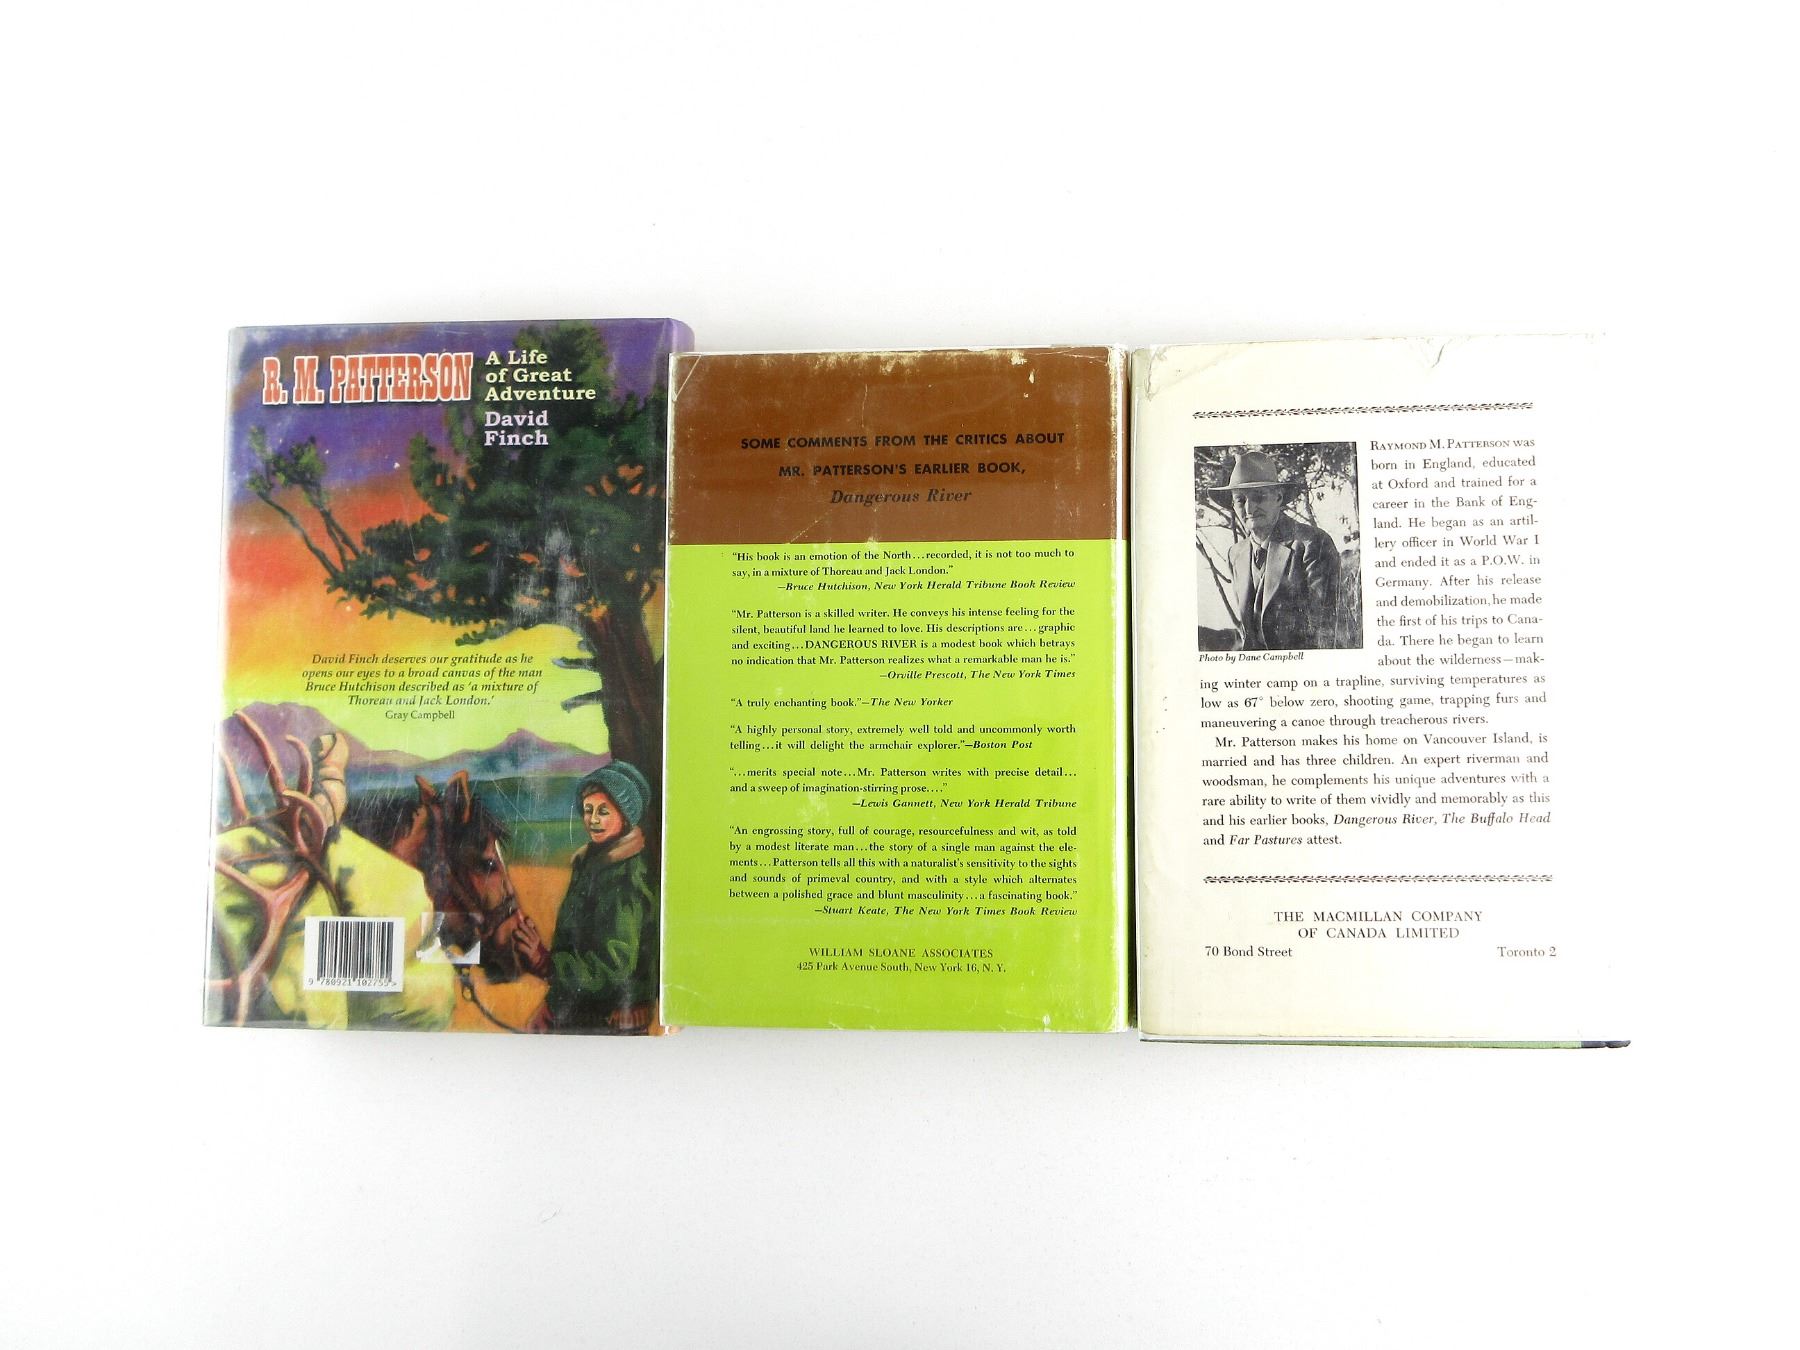 R. M. PATTERSON
A Life
of Great
Adventure
David
Finch
David Finch deserves our gratitude as he
opens our eyes to a broad canvas of the man
Bruce Hutchison described as 'a mixture of
Thoreau and Jack London.'
Gray Campbell
9 780921 102755 >
SOME COMMENTS FROM THE CRITICS ABOUT
MR. PATTERSON'S EARLIER BOOK,
Dangerous River
"His book is an emotion of the North...recorded, it is not too much to
say, in a mixture of Thoreau and Jack London."
—Bruce Hutchison, New York Herald Tribune Book Review
"Mr. Patterson is a skilled writer. He conveys his intense feeling for the
silent, beautiful land he learned to love. His descriptions are...graphic
and exciting...DANGEROUS RIVER is a modest book which betrays
no indication that Mr. Patterson realizes what a remarkable man he is."
—Orville Prescott, The New York Times
"A truly enchanting book."—The New Yorker
"A highly personal story, extremely well told and uncommonly worth
telling...it will delight the armchair explorer."—Boston Post
"...merits special note...Mr. Patterson writes with precise detail...
and a sweep of imagination-stirring prose...."
—Lewis Gannett, New York Herald Tribune
"An engrossing story, full of courage, resourcefulness and wit, as told
by a modest literate man...the story of a single man against the ele-
ments...Patterson tells all this with a naturalist's sensitivity to the sights
and sounds of primeval country, and with a style which alternates
between a polished grace and blunt masculinity...a fascinating book."
—Stuart Keate, The New York Times Book Review
WILLIAM SLOANE ASSOCIATES
425 Park Avenue South, New York 16, N. Y.
RAYMOND M. PATTERSON was
born in England, educated
at Oxford and trained for a
career in the Bank of Eng-
land. He began as an artil-
lery officer in World War I
and ended it as a P.O.W. in
Germany. After his release
and demobilization, he made
the first of his trips to Cana-
da. There he began to learn
about the wilderness—mak-
Photo by Dane Campbell
ing winter camp on a trapline, surviving temperatures as
low as 67° below zero, shooting game, trapping furs and
maneuvering a canoe through treacherous rivers.
Mr. Patterson makes his home on Vancouver Island, is
married and has three children. An expert riverman and
woodsman, he complements his unique adventures with a
rare ability to write of them vividly and memorably as this
and his earlier books, Dangerous River, The Buffalo Head
and Far Pastures attest.
THE MACMILLAN COMPANY
OF CANADA LIMITED
70 Bond Street Toronto 2